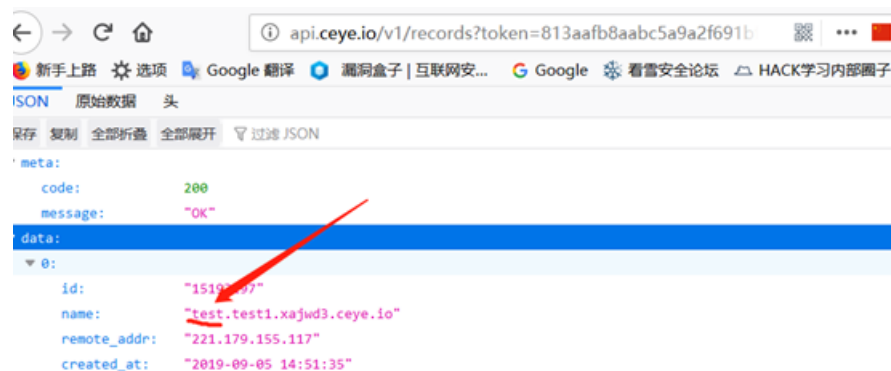 api.ceye.io/v1/records?token=813aafb8aabc5a9a2f691b
新手上路 选项 Google 翻译 漏洞盒子 | 互联网安... Google 看雪安全论坛 HACK学习内部圈子
JSON 原始数据 头
保存 复制 全部折叠 全部展开 过滤 JSON
meta:
code: 200
message: "OK"
data:
0:
id:
name: "test.test1.xajwd3.ceye.io"
remote_addr: "221.179.155.117"
created_at: "2019-09-05 14:51:35"